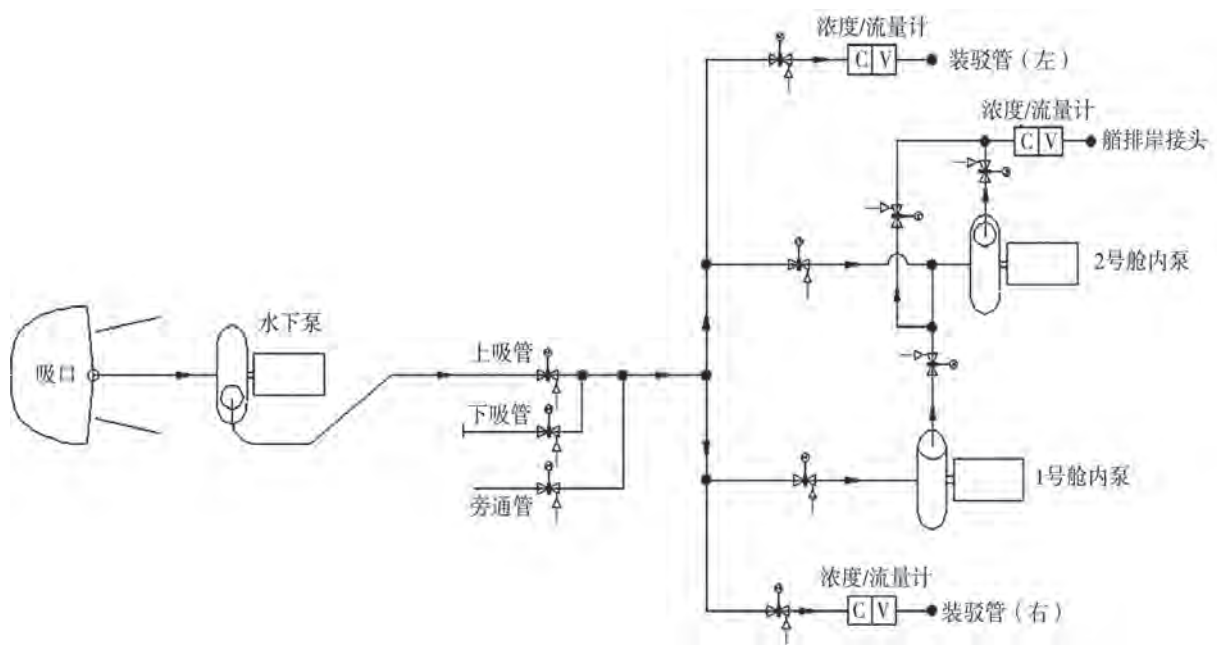 浓度/流量计
C V
装驳管（左）
浓度/流量计
C V
艏排岸接头
2号舱内泵
水下泵
吸口
上吸管
下吸管
旁通管
1号舱内泵
浓度/流量计
C V
装驳管（右）